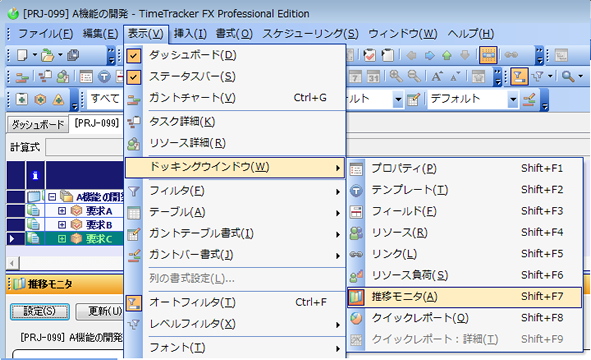 [PRJ-099] A機能の開発 - TimeTracker FX Professional Edition
ファイル(F) 編集(E) 表示(V) 挿入(I) 書式(O) スケジューリング(S) ウィンドウ(W) ヘルプ(H)
ダッシュボード(D)
ステータスバー(S)
ガントチャート(V) Ctrl+G
タスク詳細(K)
リソース詳細(R)
ドッキングウインドウ(W)
フィルタ(F)
テーブル(A)
ガントテーブル書式(I)
ガントバー書式(J)
列の書式設定(L)...
オートフィルタ(T) Ctrl+F
レベルフィルタ(X)
フォント(T)
プロパティ(P) Shift+F1
テンプレート(T) Shift+F2
フィールド(F) Shift+F3
リソース(R) Shift+F4
リンク(L) Shift+F5
リソース負荷(S) Shift+F6
推移モニタ(A) Shift+F7
クイックレポート(Q) Shift+F8
クイックレポート:詳細(T) Shift+F9
すべて
ルト
デフォルト
ダッシュボード [PRJ-099]
計算式
A機能の開発
要求A
要求B
要求C
推移モニタ
設定(S) 更新(U)
[PRJ-099] A機能の開発